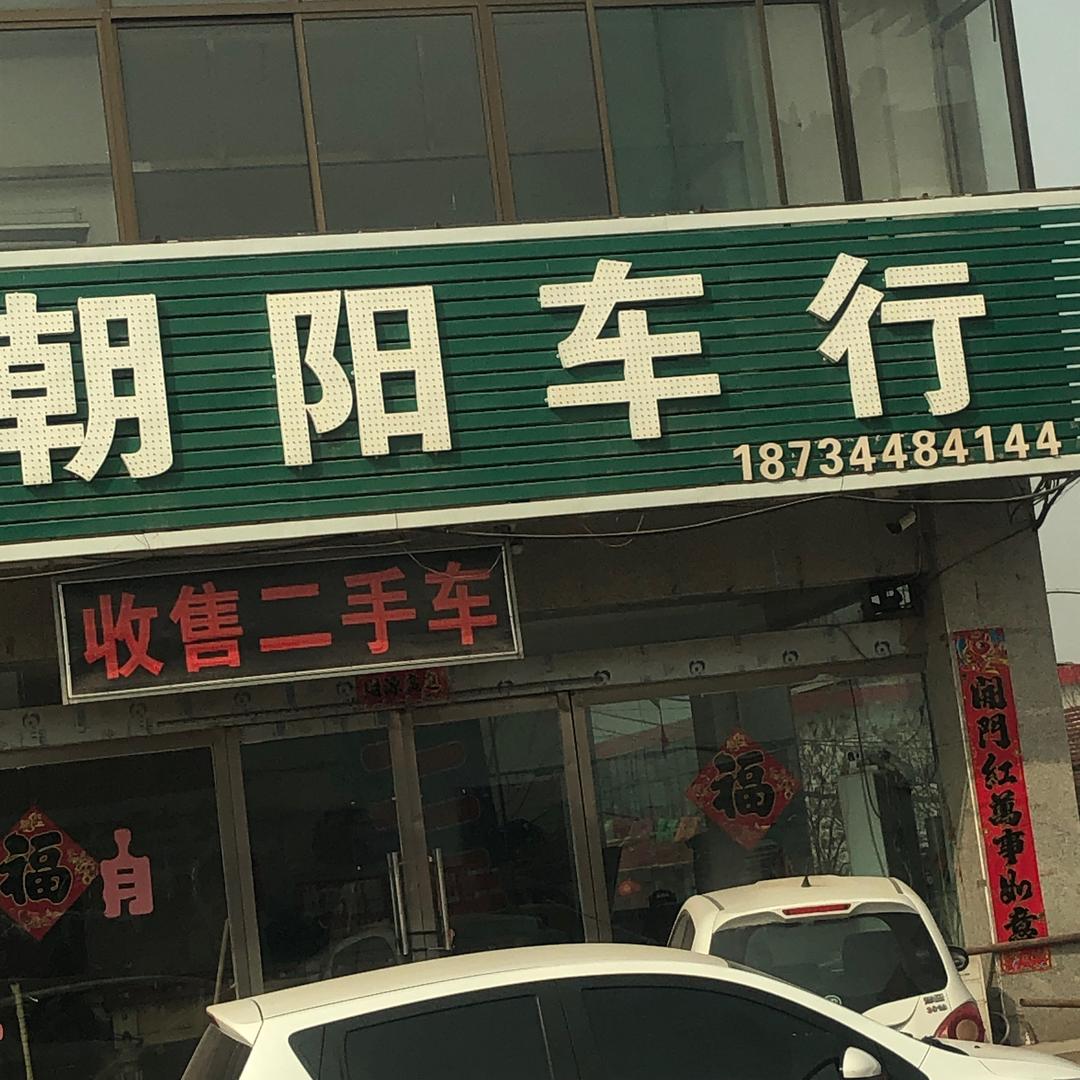 朝阳车行
18734484144
收售二手车
開門紅萬事如意
福
福